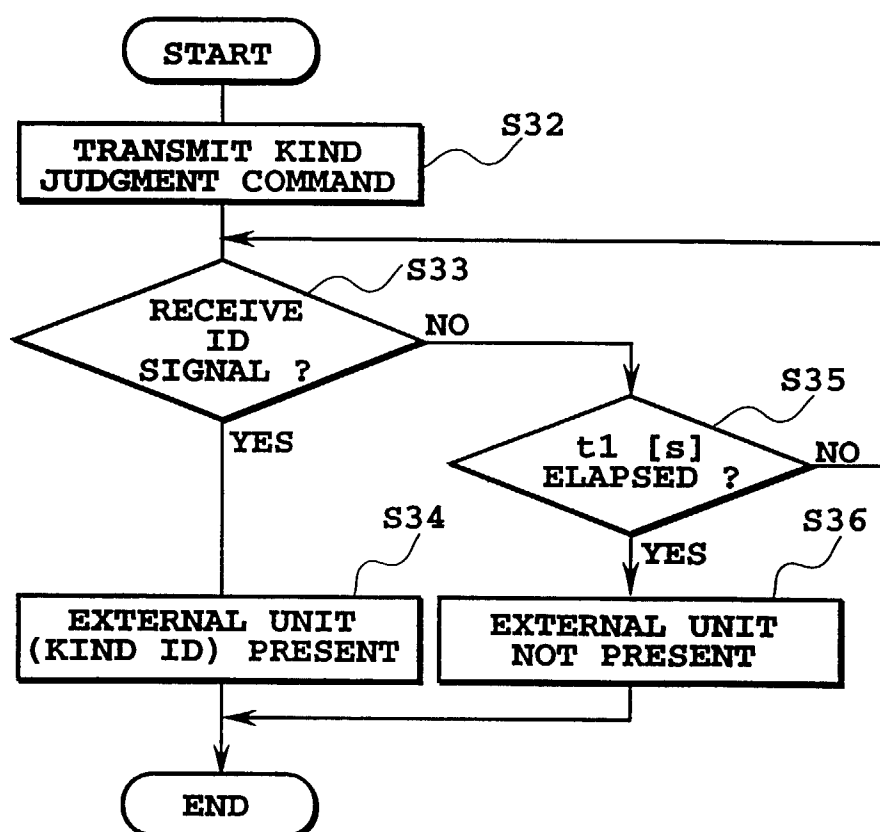 START
S32
TRANSMIT KIND
JUDGMENT COMMAND
S33
RECEIVE
ID
SIGNAL ?
NO
YES
S35
t1 [s]
ELAPSED ?
NO
YES
S34
EXTERNAL UNIT
(KIND ID) PRESENT
S36
EXTERNAL UNIT
NOT PRESENT
END